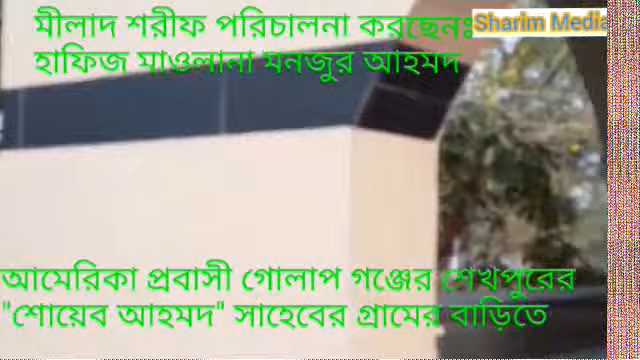 মীলাদ শরীফ পরিচালনা করছেনঃ
Sharim Media
হাফিজ মাওলানা মনজুর আহমদ
আমেরিকা প্রবাসী গোলাপ গঞ্জের শেখপুরের
"শোয়েব আহমদ" সাহেবের গ্রামের বাড়িতে